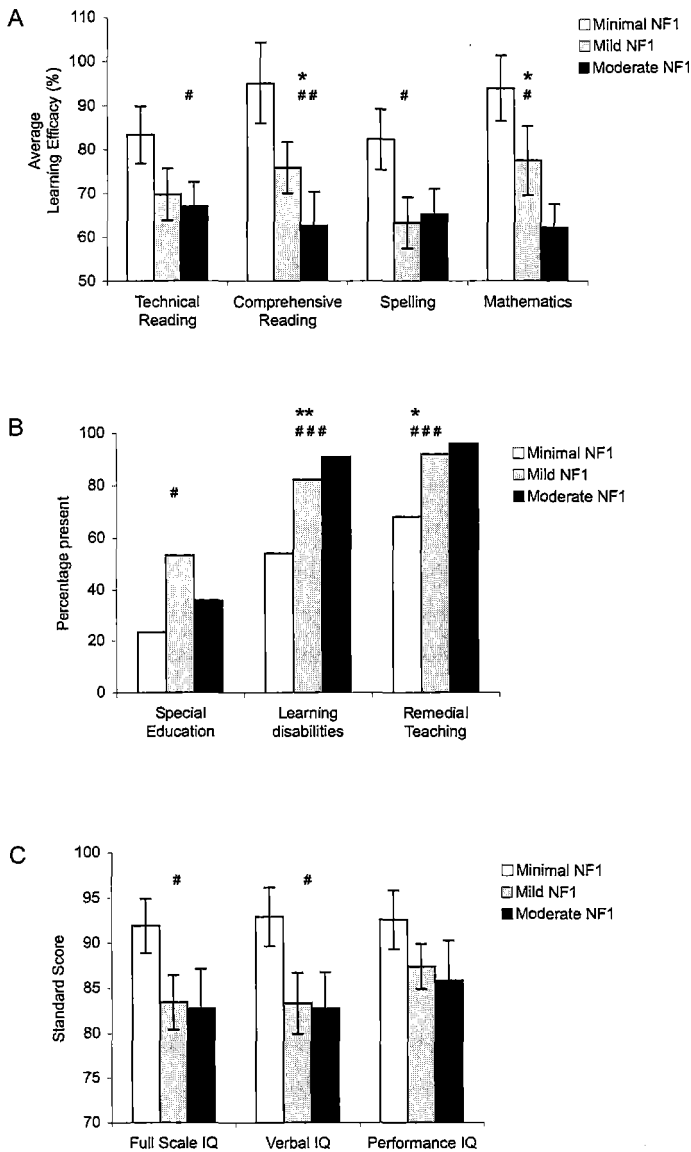 A
Average
Learning Efficacy (%)
110
100
90
80
70
60
50
#
*
##
#
*
#
Technical
Reading
Comprehensive
Reading
Spelling
Mathematics
Minimal NF1
Mild NF1
Moderate NF1
B
Percentage present
100
80
60
40
20
0
#
**
###
*
###
Special
Education
Learning
disabilities
Remedial
Teaching
Minimal NF1
Mild NF1
Moderate NF1
C
Standard Score
100
95
90
85
80
75
70
#
#
Full Scale IQ
Verbal IQ
Performance IQ
Minimal NF1
Mild NF1
Moderate NF1